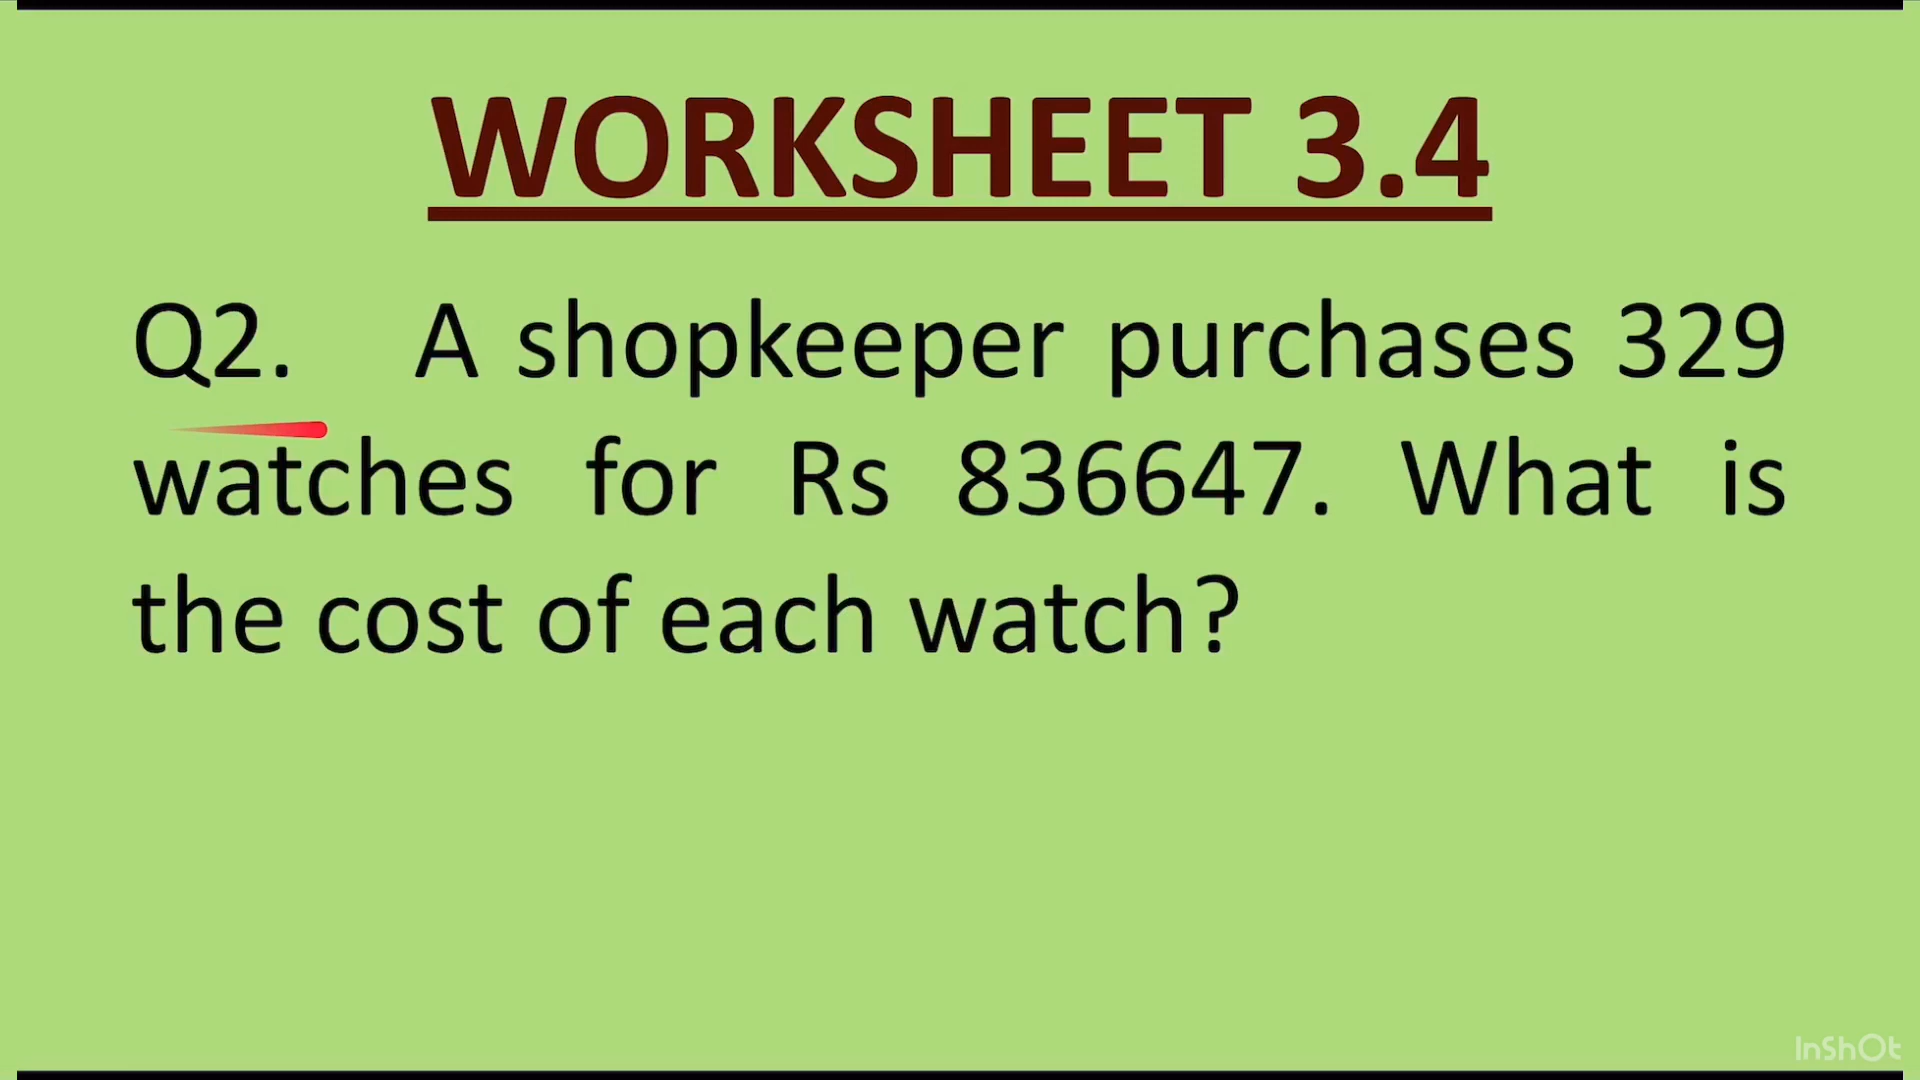 WORKSHEET 3.4
Q2. A shopkeeper purchases 329
watches for Rs 836647. What is
the cost of each watch?
InShOt